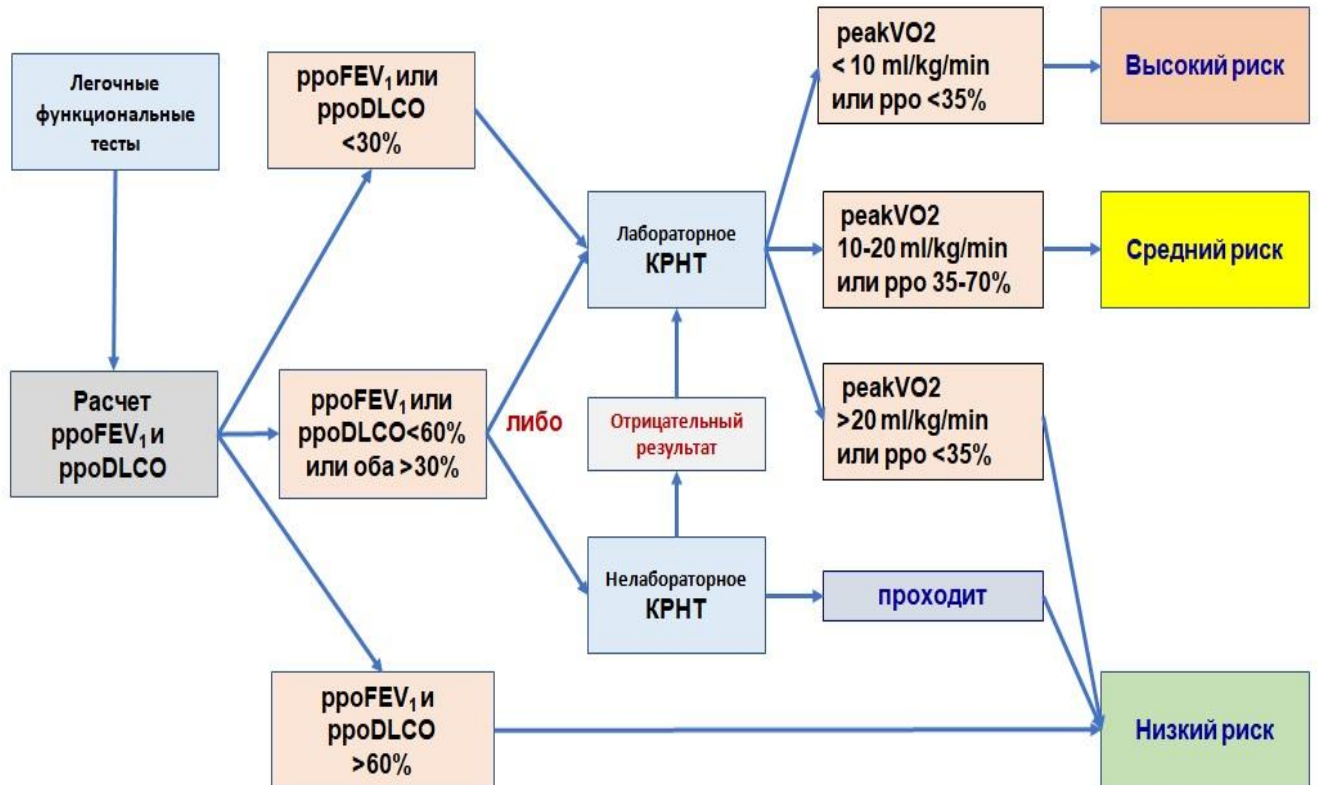 Легочные
функциональные
тесты
Расчет
ppoFEV₁ и
ppoDLCO
ppoFEV₁ или
ppoDLCO
<30%
ppoFEV₁ или
ppoDLCO<60%
или оба >30%
ppoFEV₁ и
ppoDLCO
>60%
либо
Лабораторное
КРНТ
Отрицательный
результат
Нелабораторное
КРНТ
peakVO2
< 10 ml/kg/min
или ppo <35%
peakVO2
10-20 ml/kg/min
или ppo 35-70%
peakVO2
>20 ml/kg/min
или ppo <35%
проходит
Высокий риск
Средний риск
Низкий риск